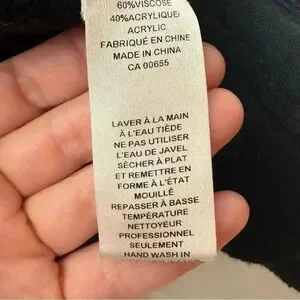 60%VISCOSE
40%ACRYLIQUE/
ACRYLIC
FABRIQUÉ EN CHINE
MADE IN CHINA
CA 00655
LAVER À LA MAIN
À L'EAU TIÈDE
NE PAS UTILISER
L'EAU DE JAVEL
SÉCHER À PLAT
ET REMETTRE EN
FORME À L'ÉTAT
MOUILLÉ
REPASSER À BASSE
TEMPÉRATURE
NETTOYEUR
PROFESSIONNEL
SEULEMENT
HAND WASH IN